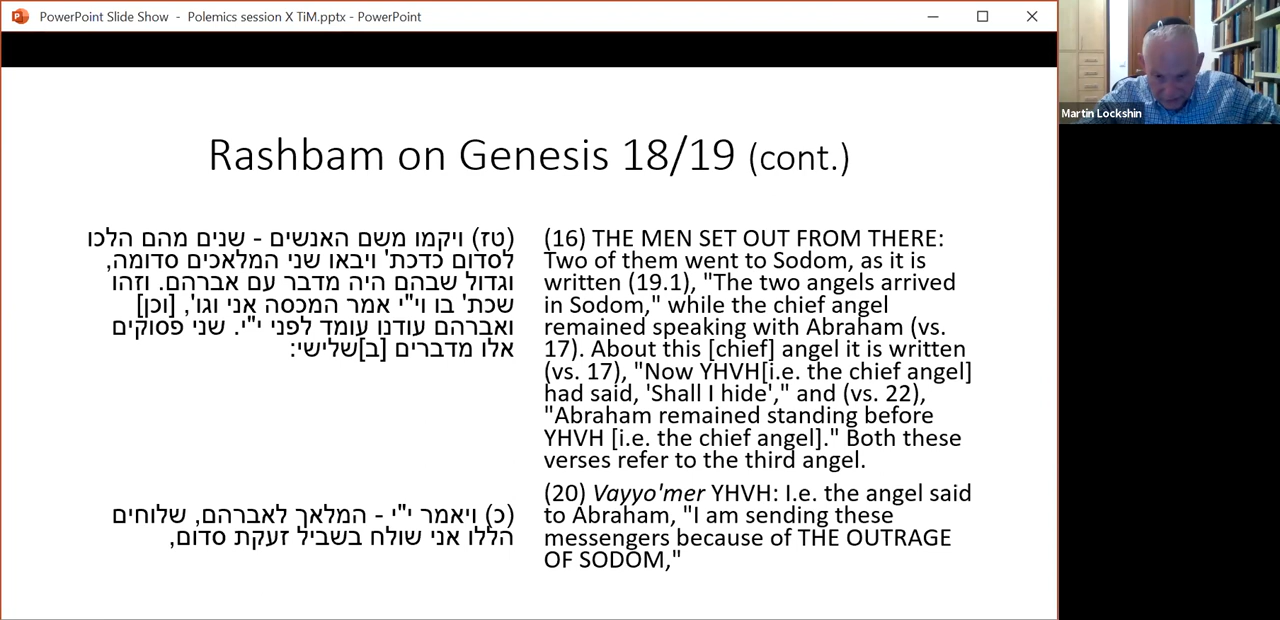 PowerPoint Slide Show - Polemics session X TiM.pptx - PowerPoint
Martin Lockshin
Rashbam on Genesis 18/19 (cont.)
(טז) ויקמו משם האנשים - שנים מהם הלכו
לסדום כדכת' ויבאו שני המלאכים סדומה,
וגדול שבהם היה מדבר עם אברהם. וזהו
שכת' בו וי"י אמר המכסה אני וגו', [וכן]
ואברהם עודנו עומד לפני י"י. שני פסוקים
אלו מדברים [ב]שלישי:
(כ) ויאמר י"י - המלאך לאברהם, שלוחים
הללו אני שולח בשביל זעקת סדום,
(16) THE MEN SET OUT FROM THERE:
Two of them went to Sodom, as it is
written (19.1), "The two angels arrived
in Sodom," while the chief angel
remained speaking with Abraham (vs.
17). About this [chief] angel it is written
(vs. 17), "Now YHVH[i.e. the chief angel]
had said, 'Shall I hide'," and (vs. 22),
"Abraham remained standing before
YHVH [i.e. the chief angel]." Both these
verses refer to the third angel.
(20) Vayyo'mer YHVH: I.e. the angel said
to Abraham, "I am sending these
messengers because of THE OUTRAGE
OF SODOM,"